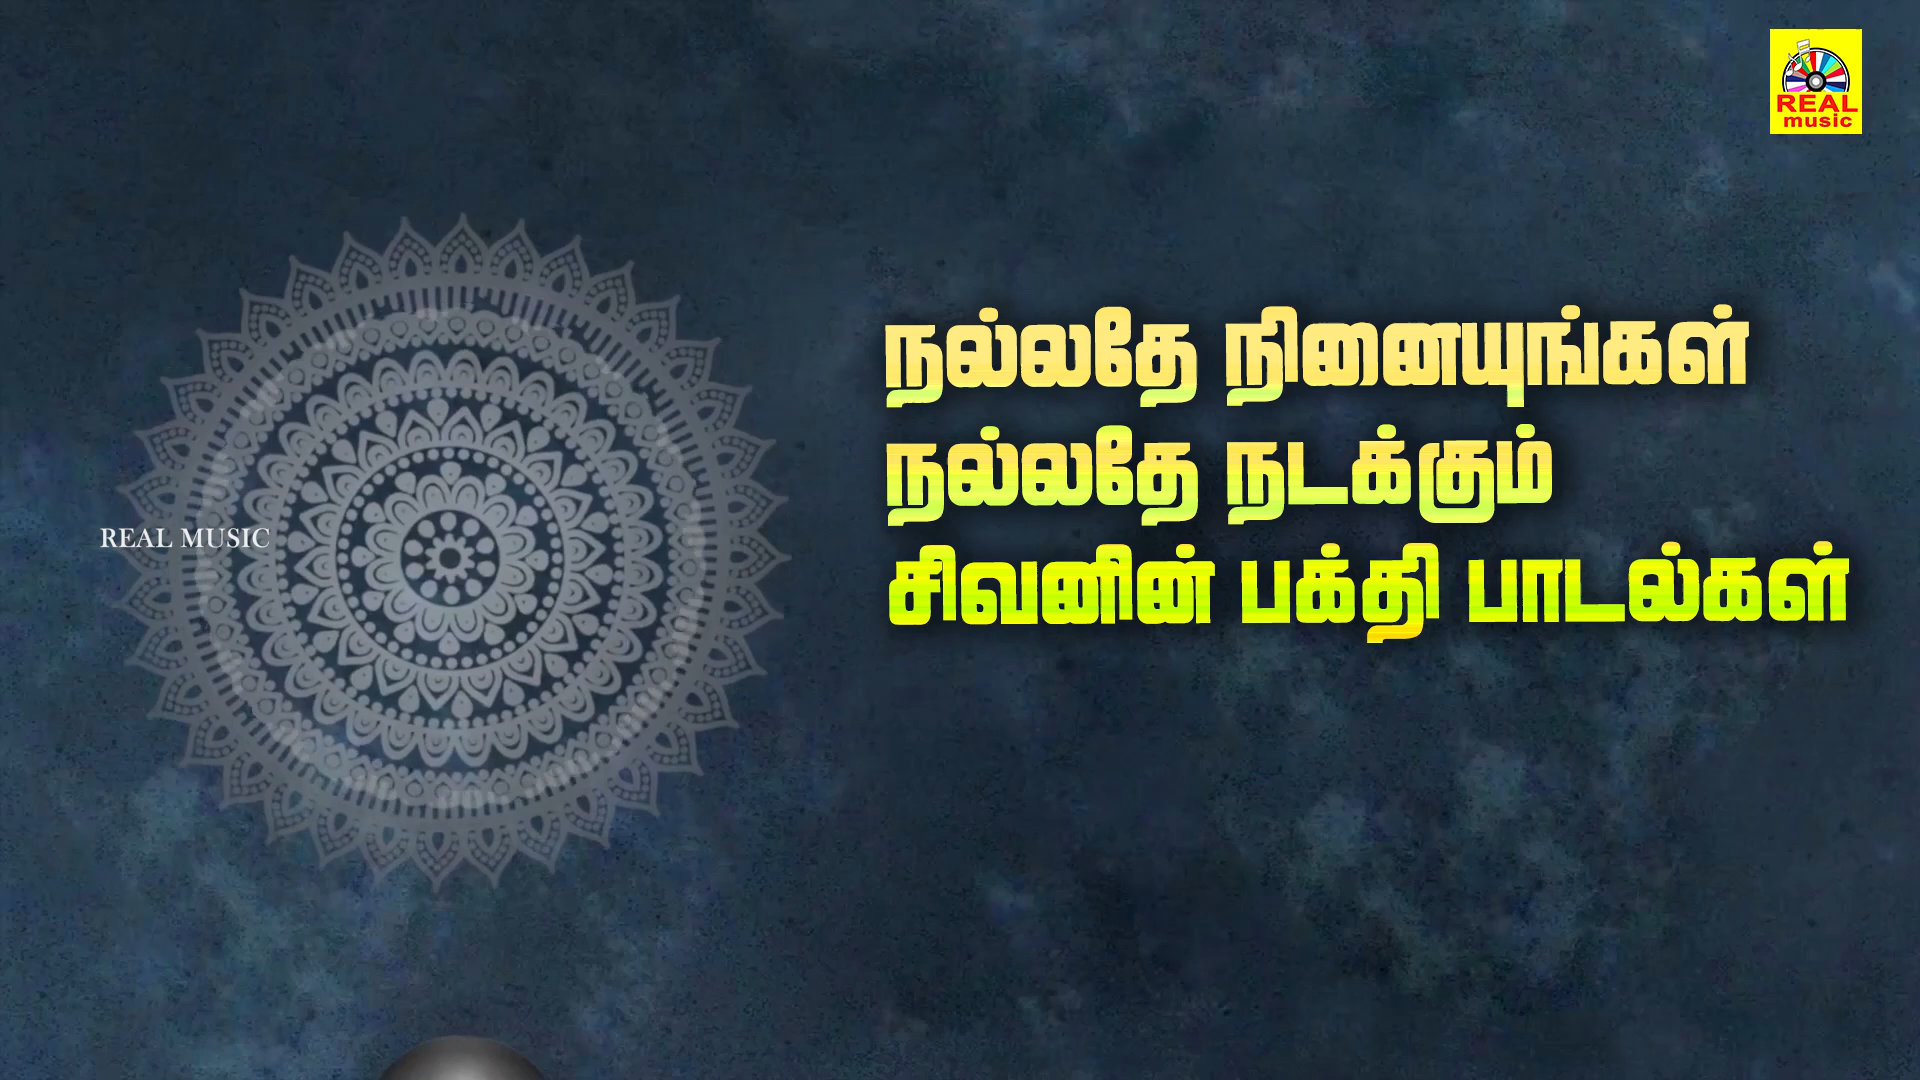 REAL
music
நல்லதே நினையுங்கள்
நல்லதே நடக்கும்
சிவனின் பக்தி பாடல்கள்
REAL MUSIC